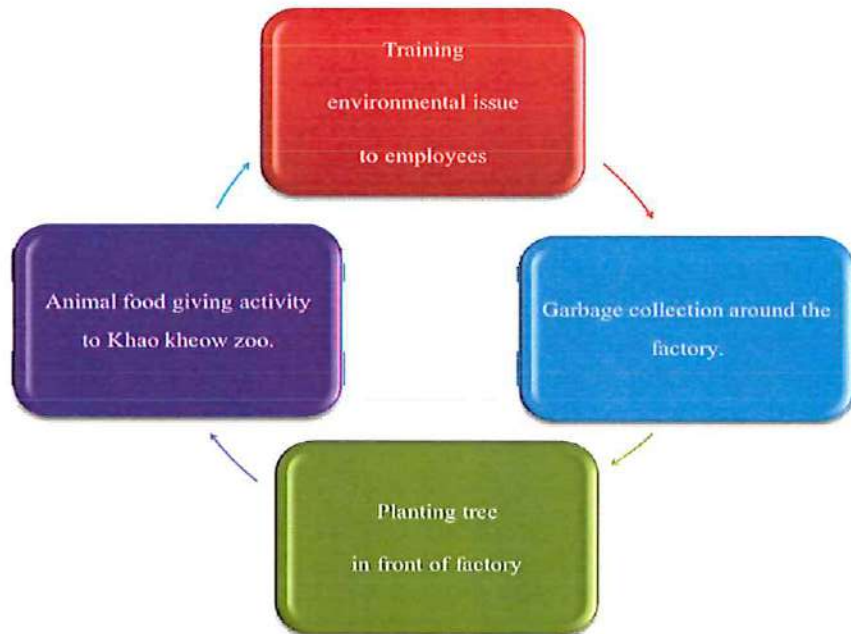 Training
environmental issue
to employees
Garbage collection around the
factory.
Planting tree
in front of factory
Animal food giving activity
to Khao kheow zoo.